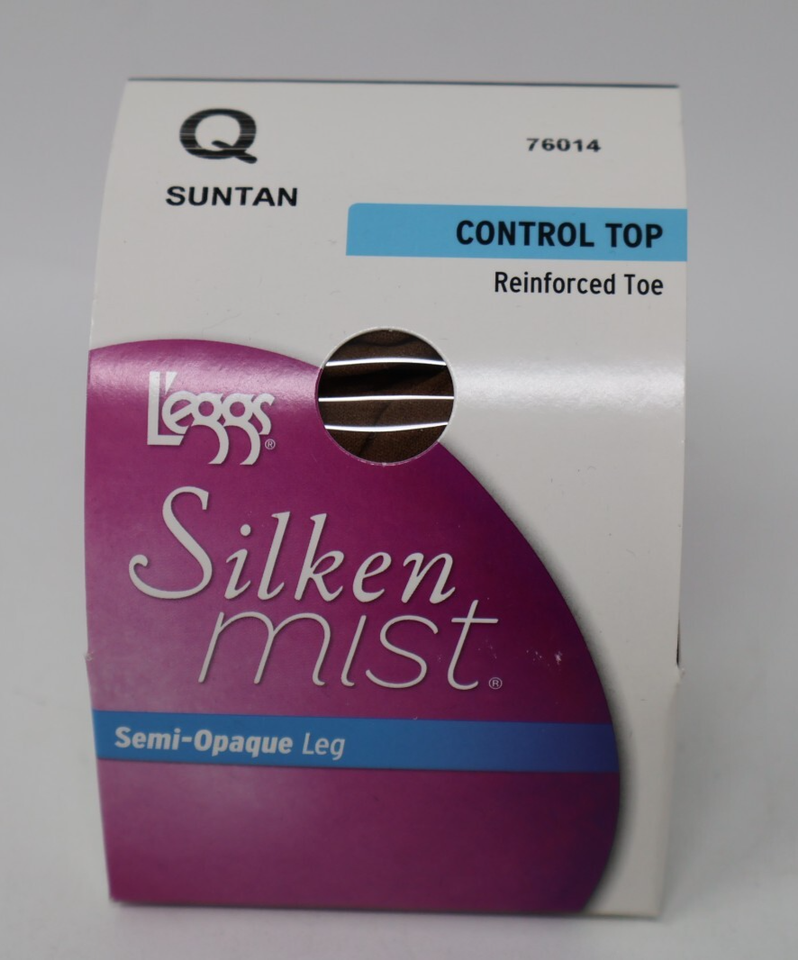 Q
76014
SUNTAN
CONTROL TOP
Reinforced Toe
L'eggs®
Silken
mist®
Semi-Opaque Leg